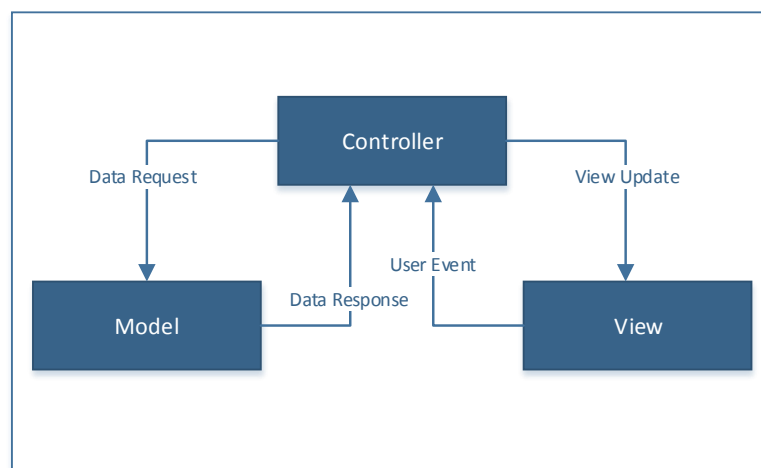 Controller
Data Request
View Update
User Event
Data Response
Model
View